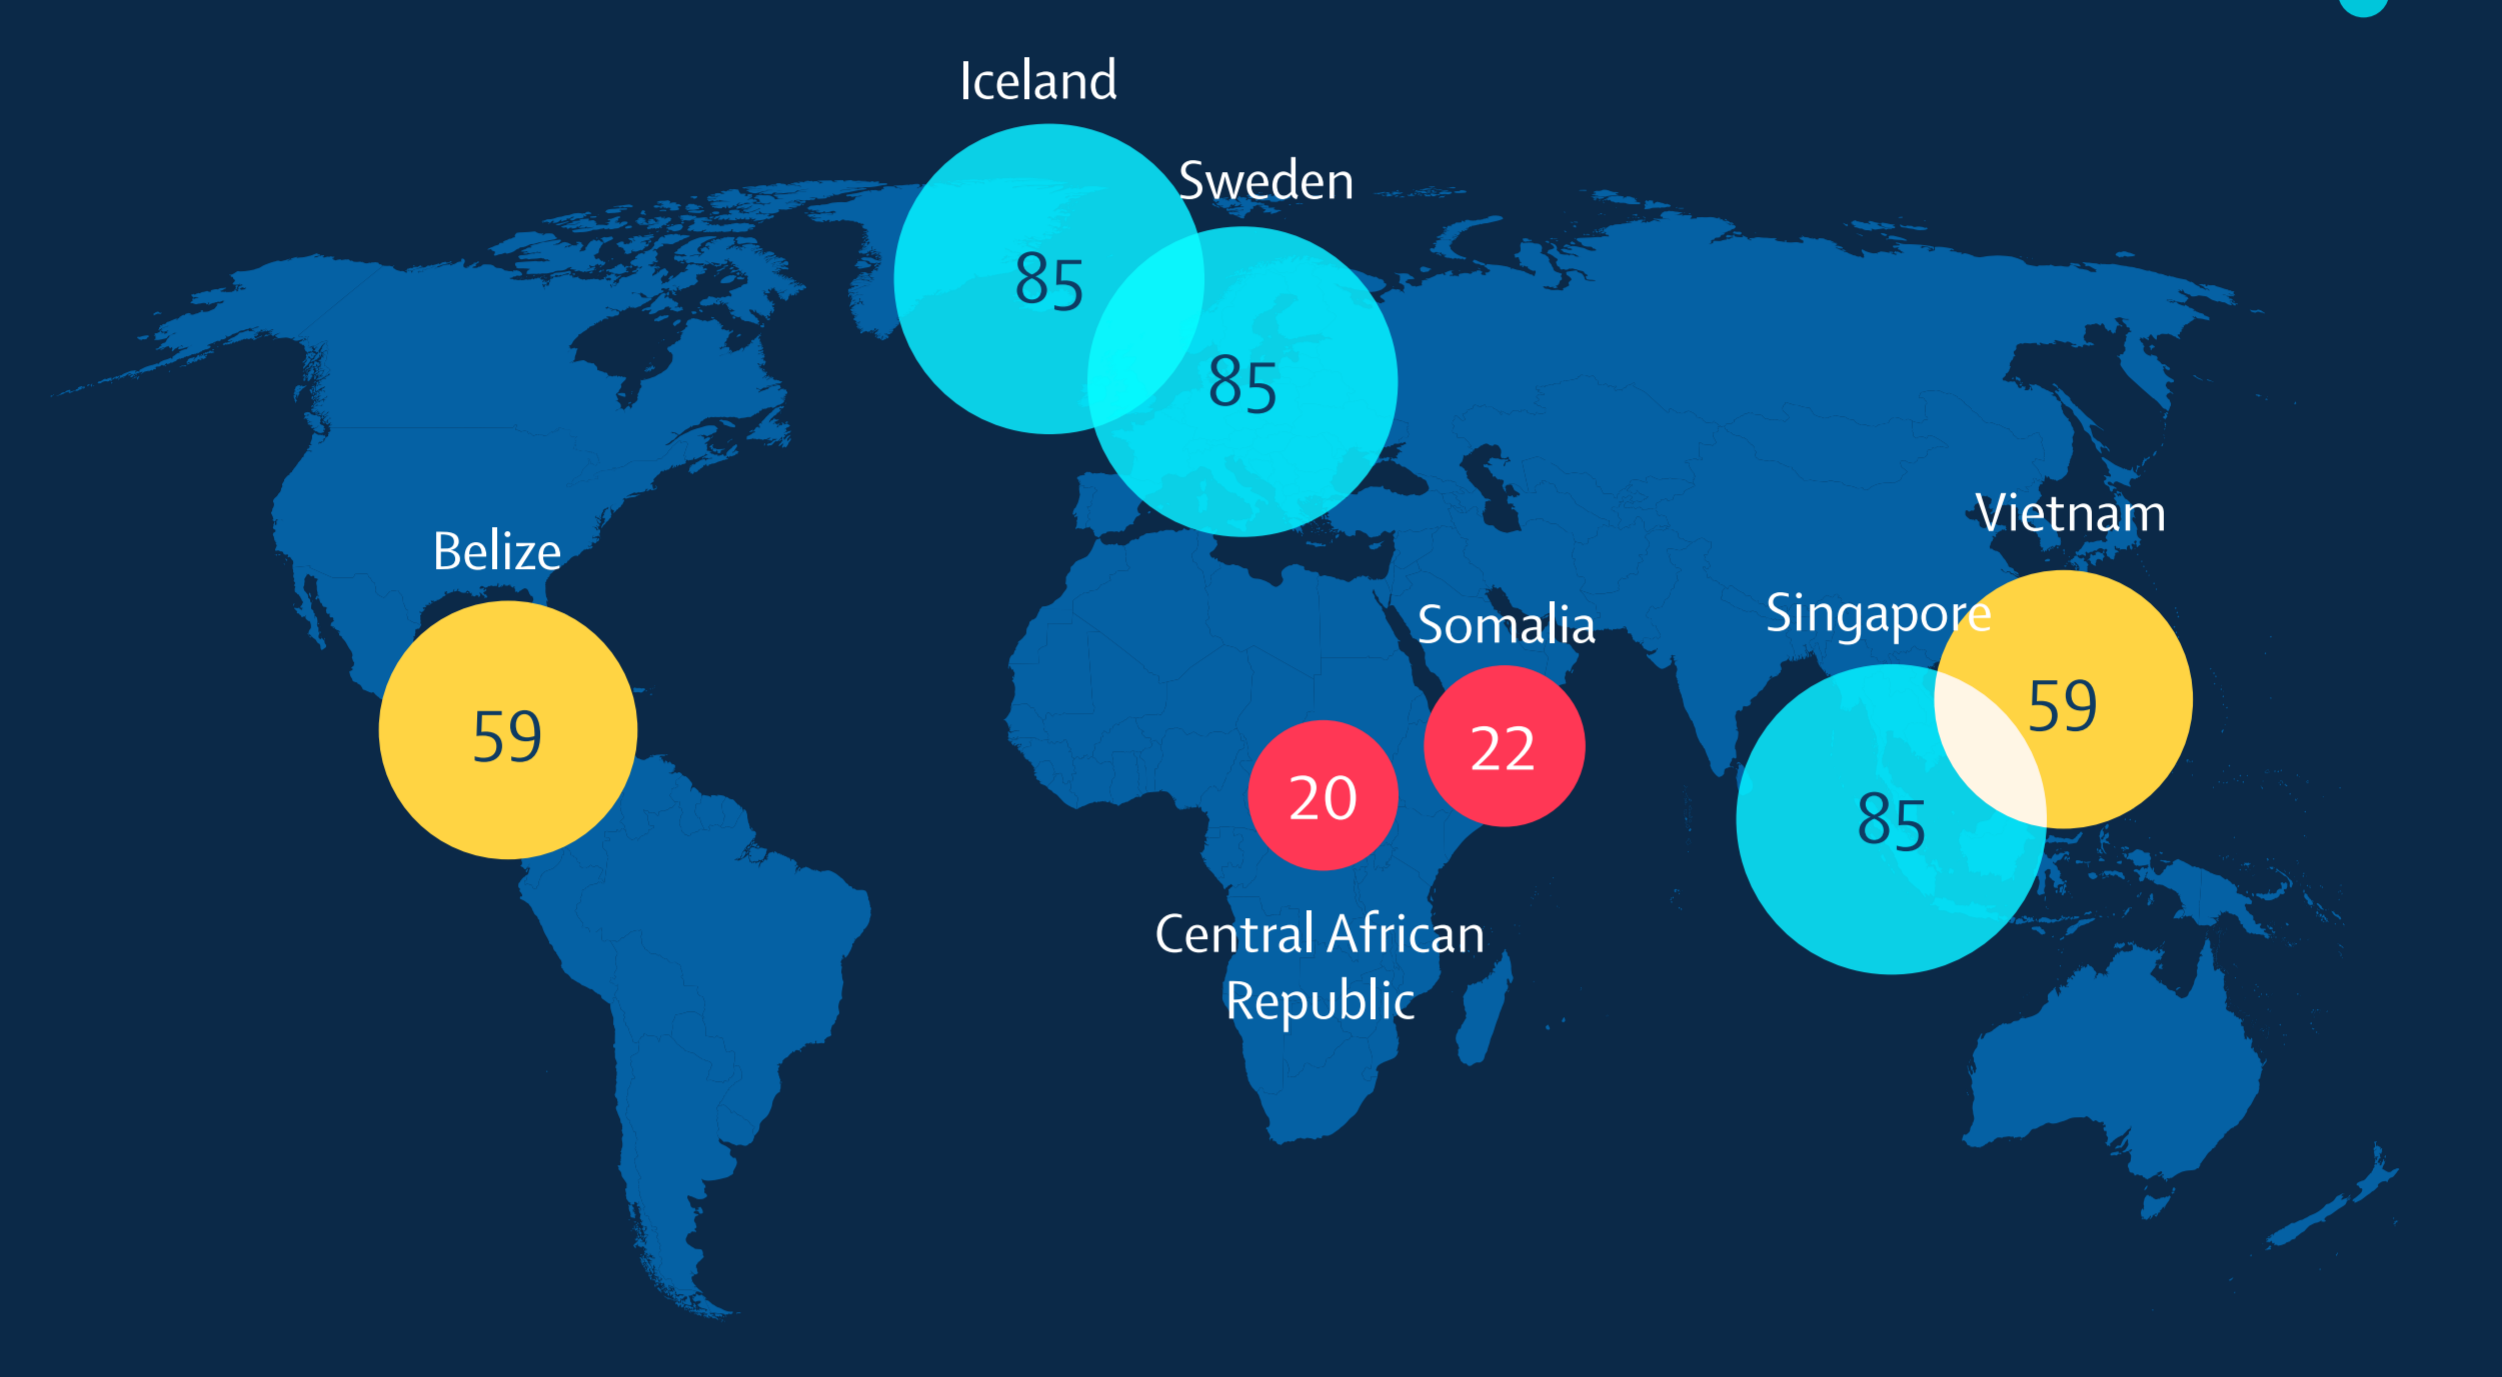 Iceland
85
Sweden
85
Belize
59
Vietnam
59
Singapore
85
Somalia
22
20
Central African
Republic